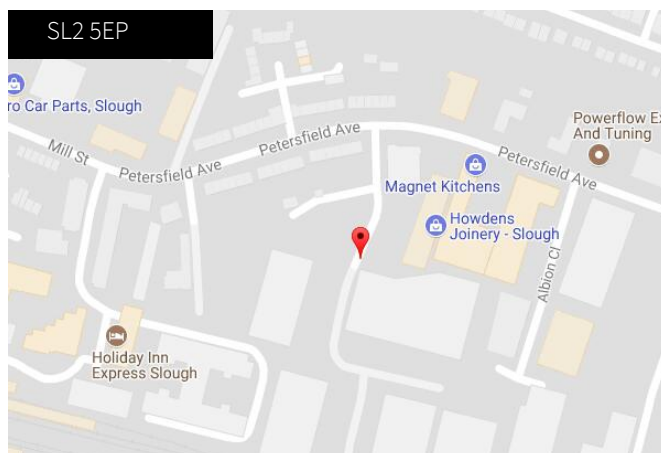 SL2 5EP
ro Car Parts, Slough
Mill St
Petersfield Ave
Petersfield Ave
Powerflow Ex
And Tuning
Petersfield Ave
Magnet Kitchens
Howdens
Joinery - Slough
Albion Cl
Holiday Inn
Express Slough